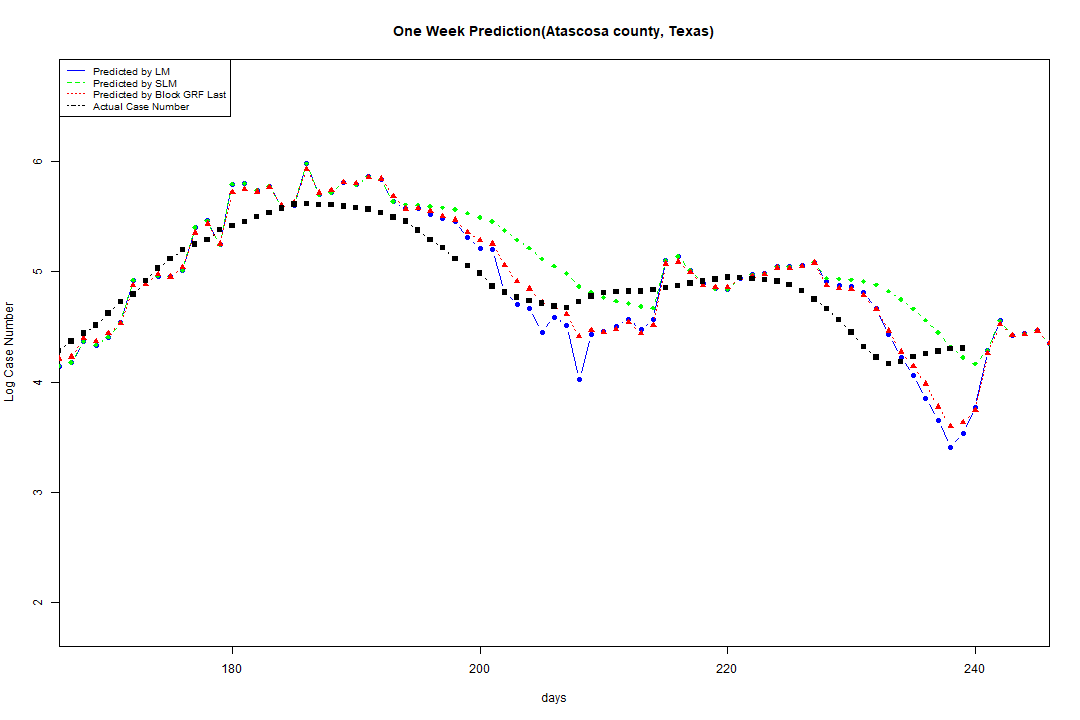 One Week Prediction(Atascosa county, Texas)
Predicted by LM
Predicted by SLM
Predicted by Block GRF Last
Actual Case Number
6
5
4
3
2
Log Case Number
180 200 220 240
days